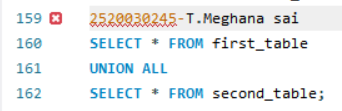 159 2520030245-T.Meghana sai
160 SELECT * FROM first_table
161 UNION ALL
162 SELECT * FROM second_table;